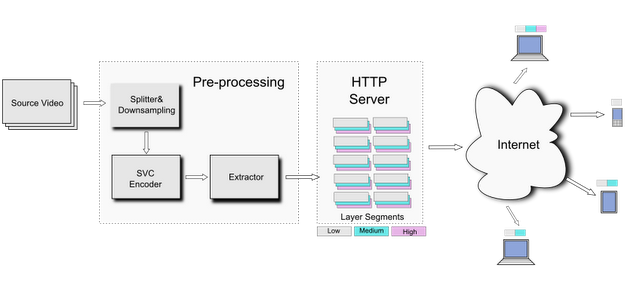 Source Video
Pre-processing
Splitter&
Downsampling
SVC
Encoder
Extractor
HTTP
Server
Layer Segments
Low
Medium
High
Internet